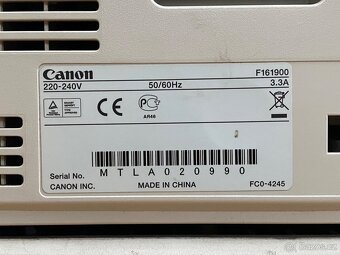 Canon F161900
220-240V 50/60Hz 3.3A
CE
PC
AR46
Serial No. MTLA020990
CANON INC. MADE IN CHINA FC0-4245